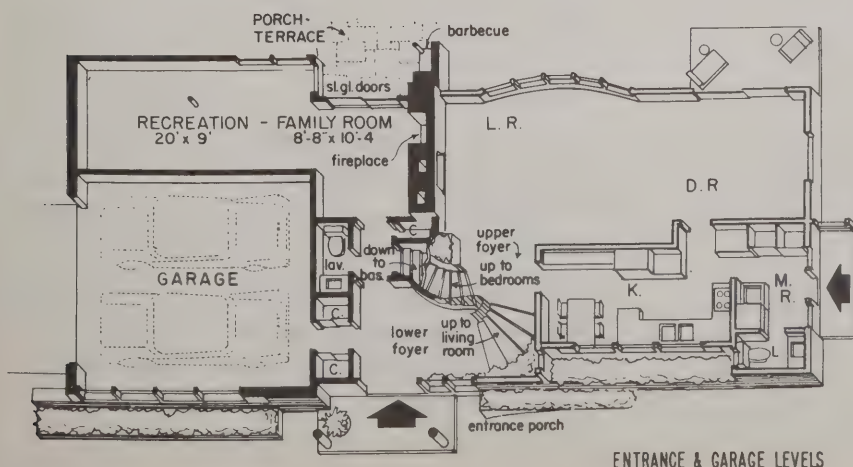 PORCH-
TERRACE
barbecue
sl.gl. doors
RECREATION - FAMILY ROOM
20' x 9' 8'-8" x 10'-4
fireplace
L.R.
D.R
GARAGE
lav.
C
C
C.
down
to
bas.
upper
foyer
up to
bedrooms
K.
M.
R.
L
lower
foyer
up to
living
room
entrance porch
ENTRANCE & GARAGE LEVELS